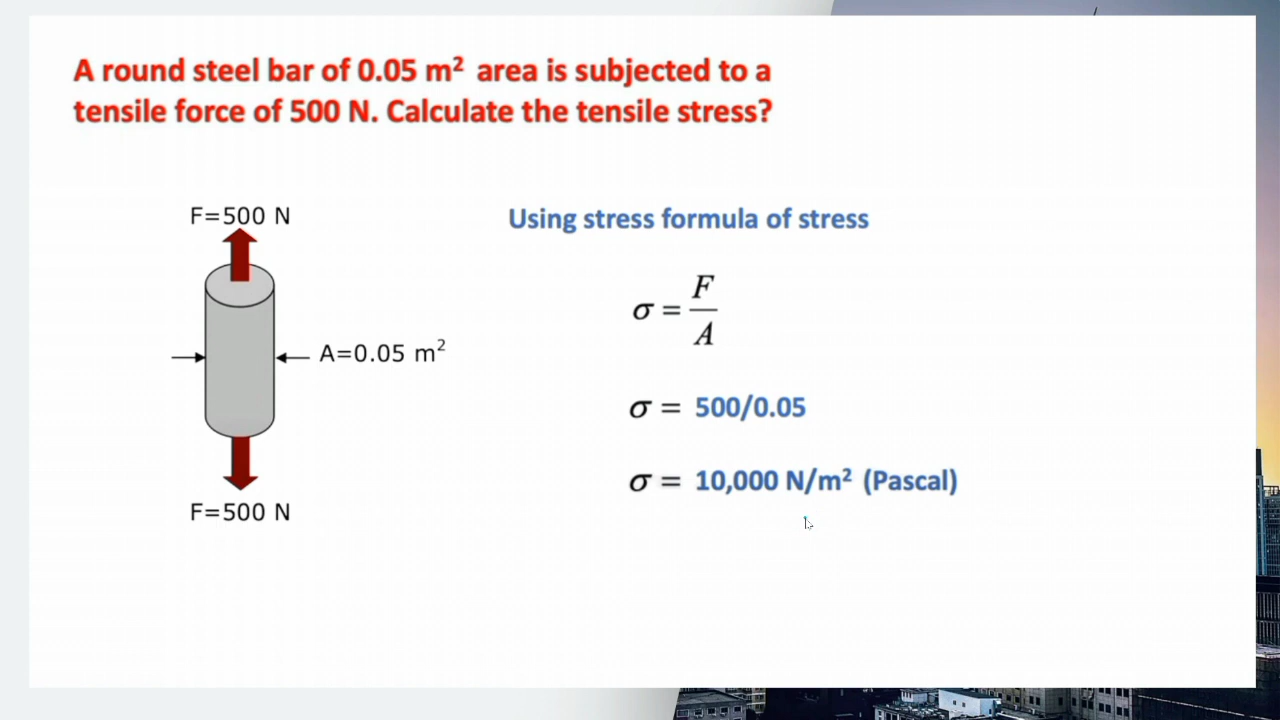 A round steel bar of 0.05 m² area is subjected to a
tensile force of 500 N. Calculate the tensile stress?
F=500 N
A=0.05 m²
F=500 N
Using stress formula of stress
σ = F/A
σ = 500/0.05
σ = 10,000 N/m² (Pascal)